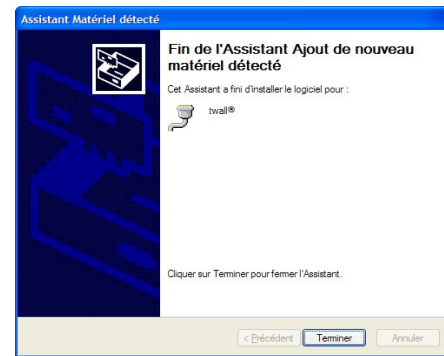 Assistant Matériel détecté
Fin de l'Assistant Ajout de nouveau
matériel détecté
Cet Assistant a fini d'installer le logiciel pour :
twall®
Cliquer sur Terminer pour fermer l'Assistant.
< Précédent
Terminer
Annuler